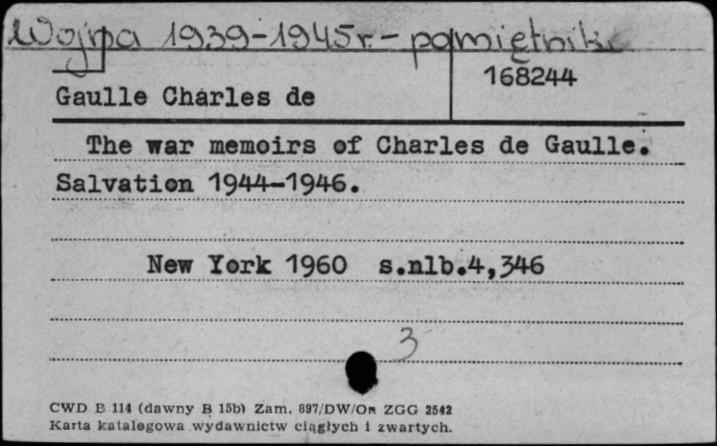 Wojna 1939-1945r.- pamiętniki
168244
Gaulle Charles de
The war memoirs of Charles de Gaulle.
Salvation 1944-1946.
New York 1960 s.nlb.4,346
3
CWD B 114 (dawny B 15b) Zam. 897/DW/On ZGG 2542
Karta katalogowa wydawnictw ciągłych i zwartych.